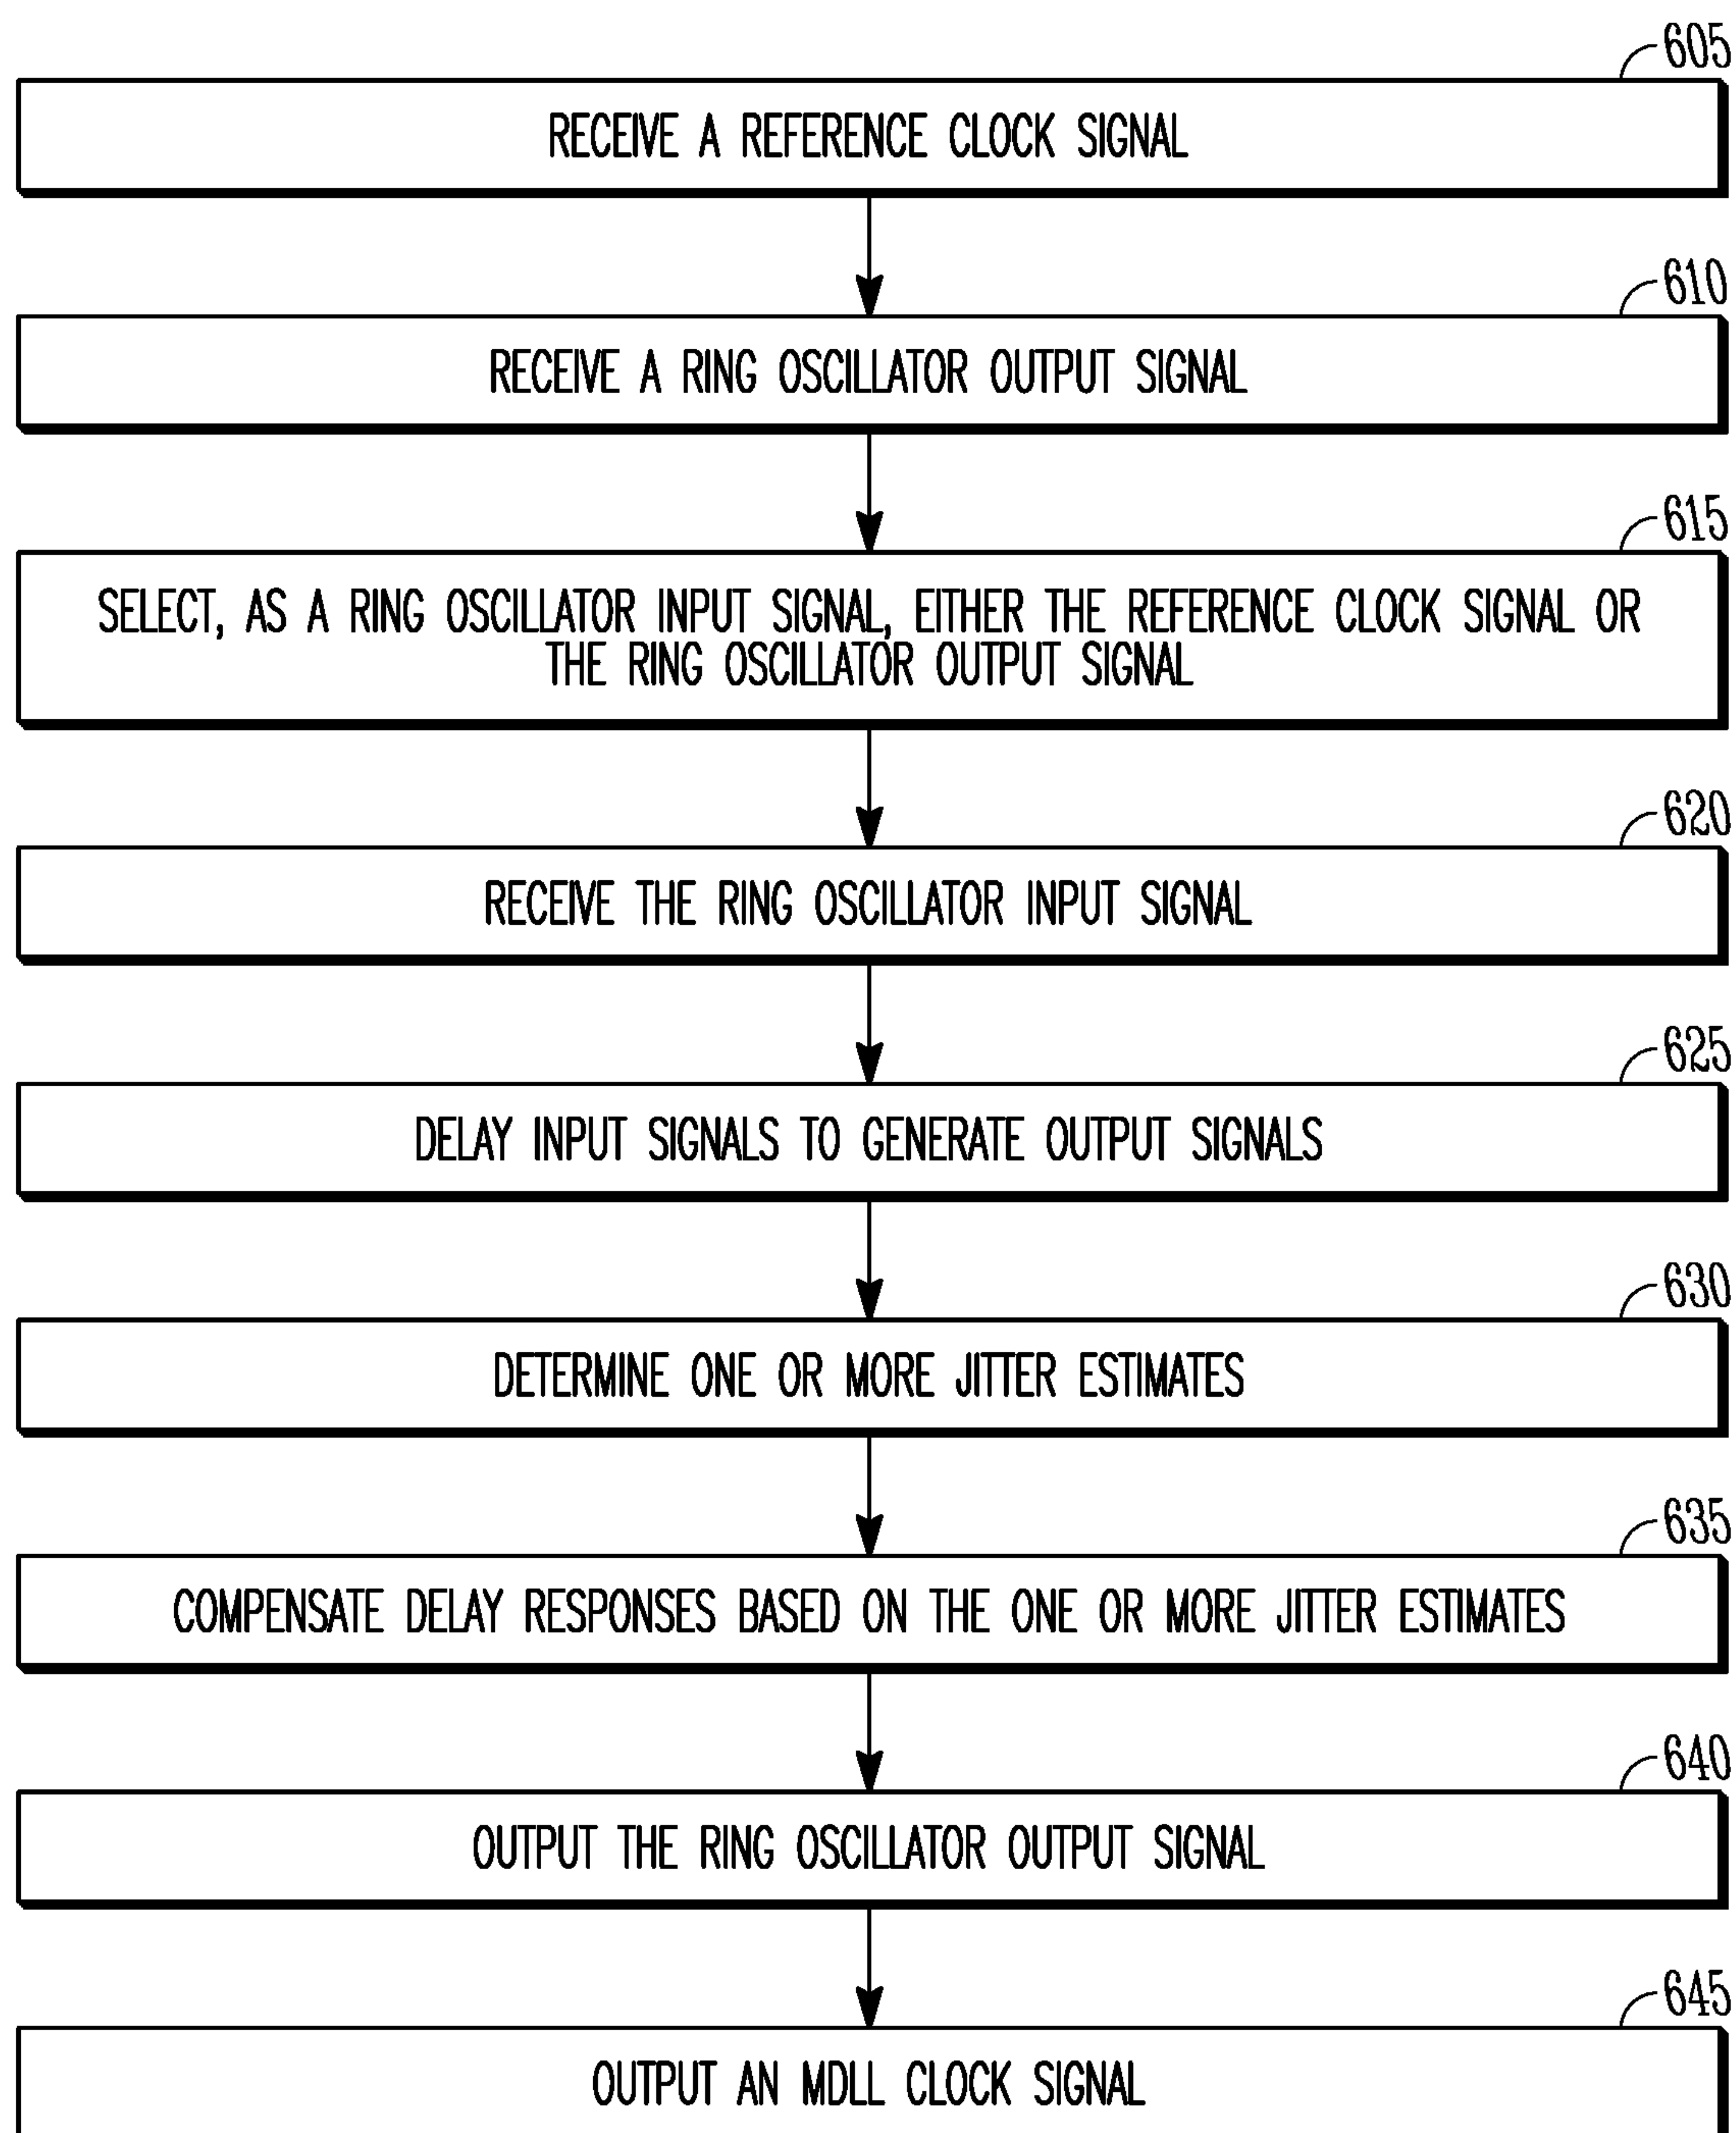 605
RECEIVE A REFERENCE CLOCK SIGNAL
610
RECEIVE A RING OSCILLATOR OUTPUT SIGNAL
615
SELECT, AS A RING OSCILLATOR INPUT SIGNAL, EITHER THE REFERENCE CLOCK SIGNAL OR
THE RING OSCILLATOR OUTPUT SIGNAL
620
RECEIVE THE RING OSCILLATOR INPUT SIGNAL
625
DELAY INPUT SIGNALS TO GENERATE OUTPUT SIGNALS
630
DETERMINE ONE OR MORE JITTER ESTIMATES
635
COMPENSATE DELAY RESPONSES BASED ON THE ONE OR MORE JITTER ESTIMATES
640
OUTPUT THE RING OSCILLATOR OUTPUT SIGNAL
645
OUTPUT AN MDLL CLOCK SIGNAL